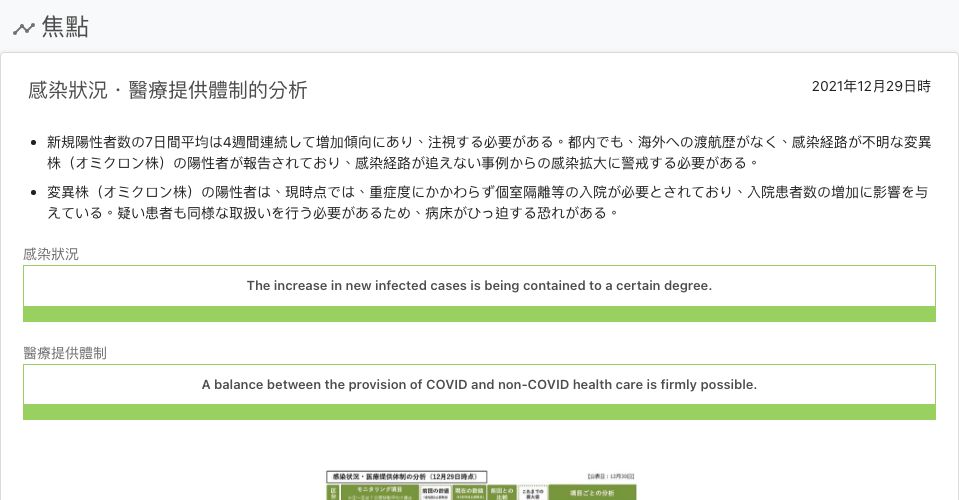 焦點
感染狀況・醫療提供體制的分析
2021年12月29日時
新規陽性者数の7日間平均は4週間連続して増加傾向にあり、注視する必要がある。都内でも、海外への渡航歴がなく、感染経路が不明な変異
株（オミクロン株）の陽性者が報告されており、感染経路が追えない事例からの感染拡大に警戒する必要がある。
変異株（オミクロン株）の陽性者は、現時点では、重症度にかかわらず個室隔離等の入院が必要とされており、入院患者数の増加に影響を与
えている。疑い患者も同様な取扱いを行う必要があるため、病床がひっ迫する恐れがある。
感染狀況
The increase in new infected cases is being contained to a certain degree.
醫療提供體制
A balance between the provision of COVID and non-COVID health care is firmly possible.
感染状況・医療提供体制の分析（12月29日時点）
モニタリング項目
前回の数値
現在の数値
前回との
比較
これまでの
最大値
項目ごとの分析